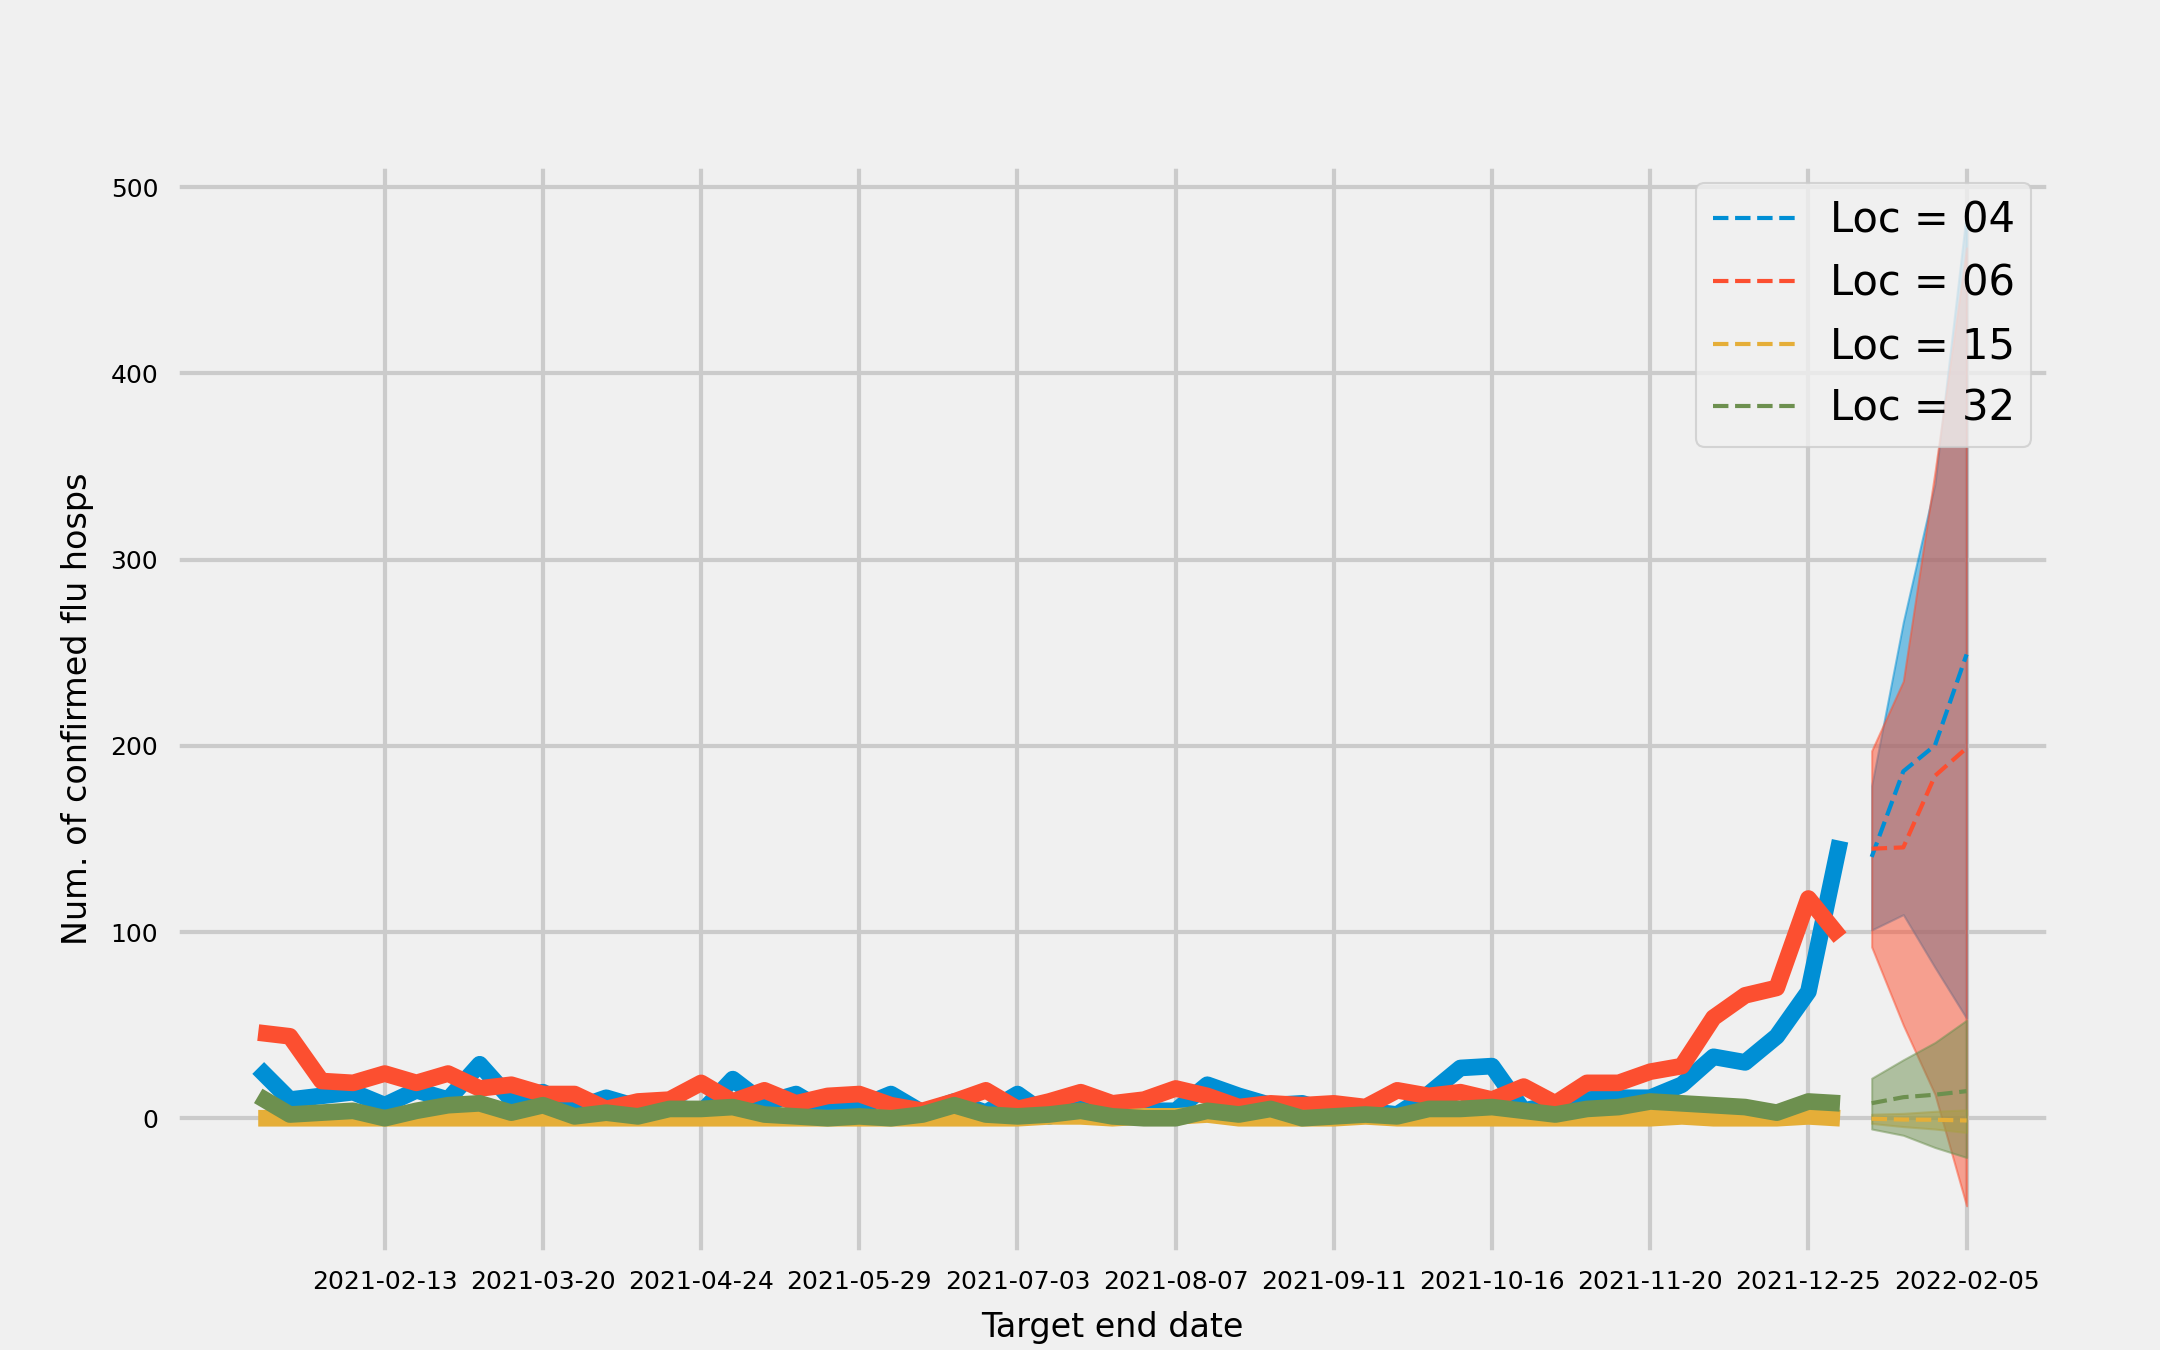 500
400
300
200
100
0
Num. of confirmed flu hosps
Loc = 04
Loc = 06
Loc = 15
Loc = 32
2021-02-13 2021-03-20 2021-04-24 2021-05-29 2021-07-03 2021-08-07 2021-09-11 2021-10-16 2021-11-20 2021-12-25 2022-02-05
Target end date